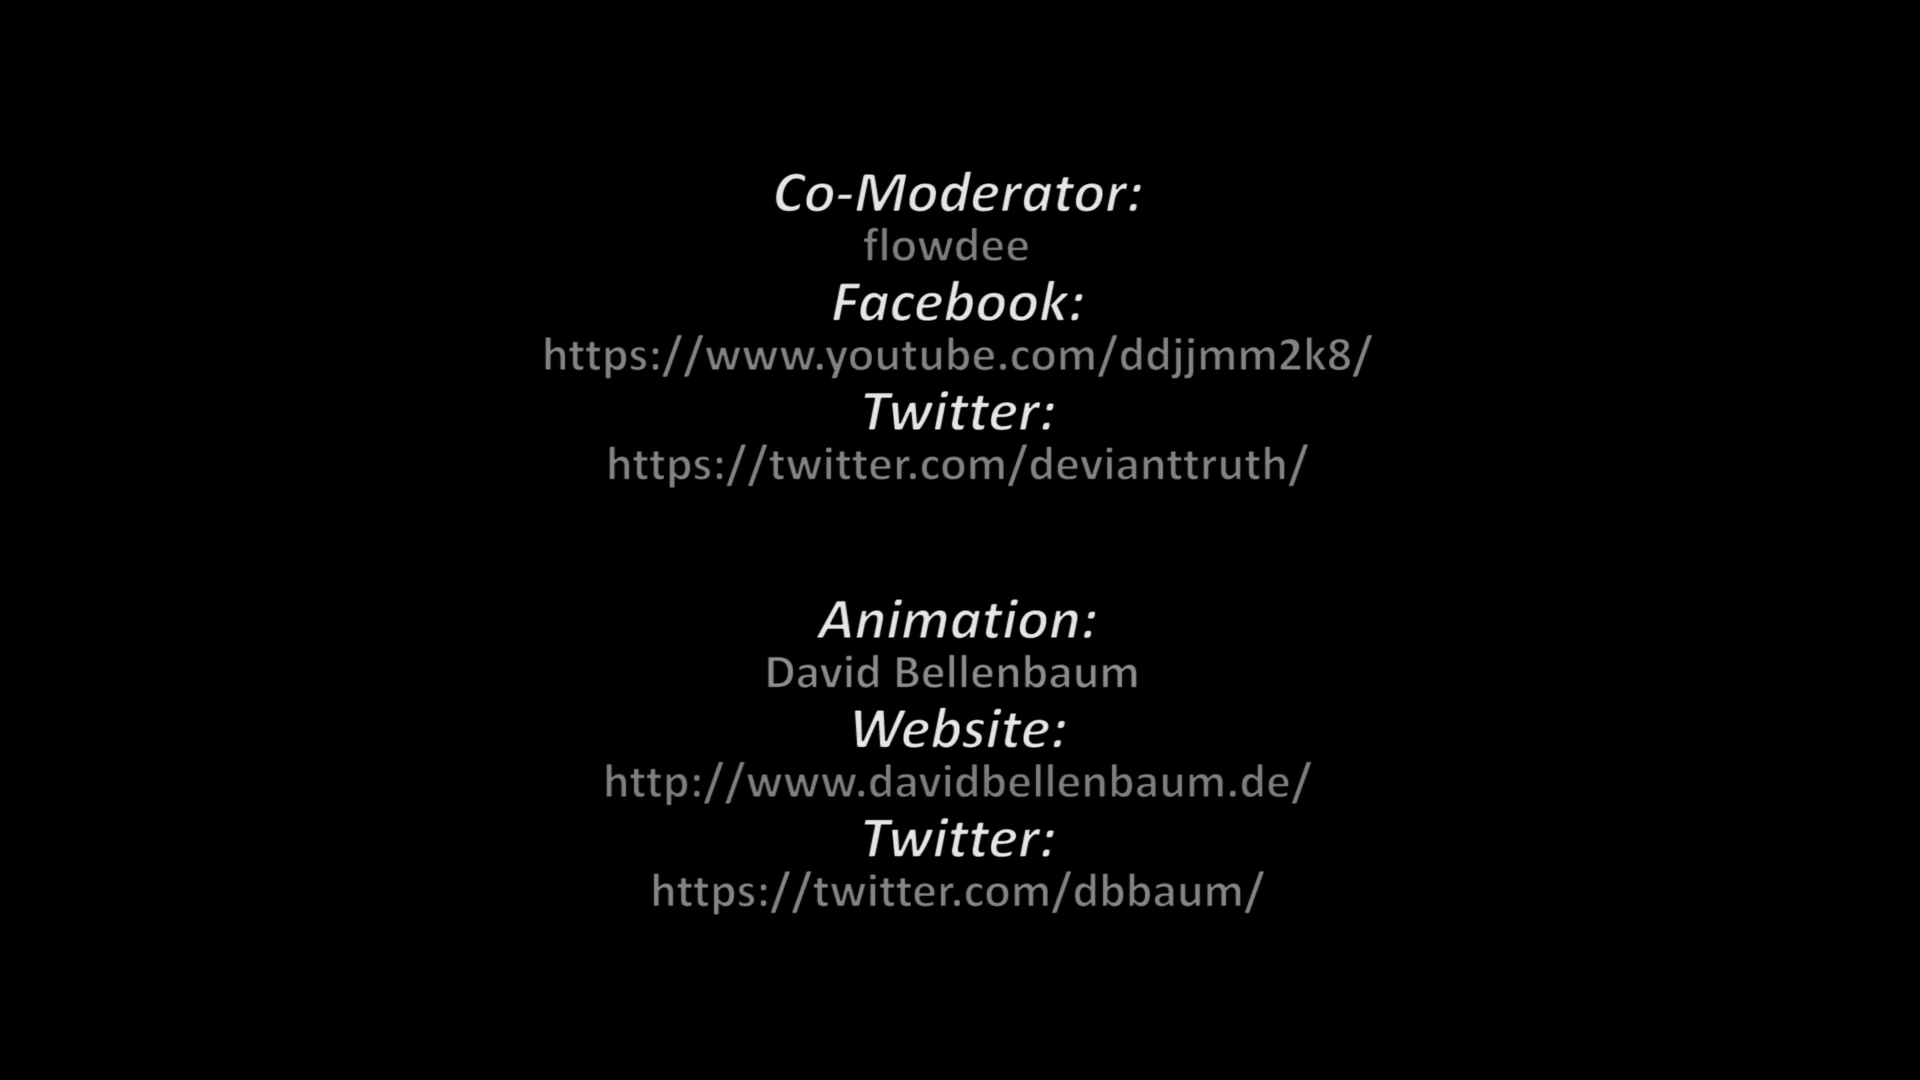 Co-Moderator:
flowdee
Facebook:
https://www.youtube.com/ddjjmm2k8/
Twitter:
https://twitter.com/devianttruth/
Animation:
David Bellenbaum
Website:
http://www.davidbellenbaum.de/
Twitter:
https://twitter.com/dbbaum/